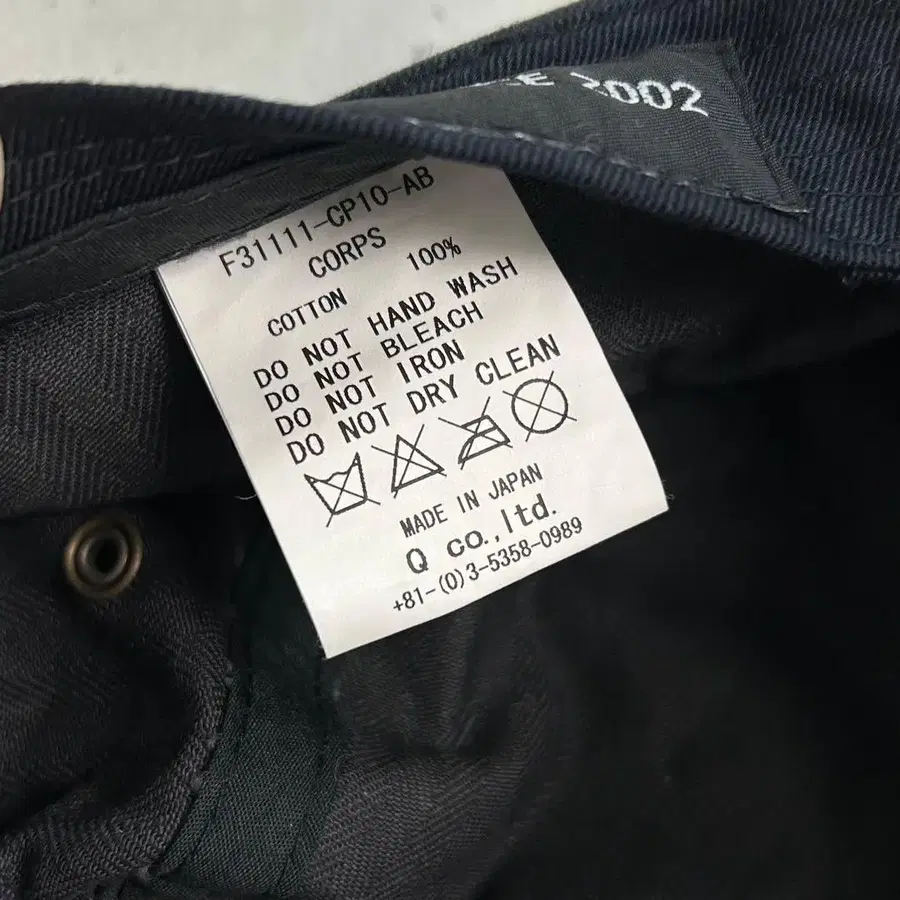 2002
F31111-CP10-AB
CORPS
COTTON 100%
DO NOT HAND WASH
DO NOT BLEACH
DO NOT IRON
DO NOT DRY CLEAN
MADE IN JAPAN
Q co.,ltd.
+81-(0)3-5358-0989